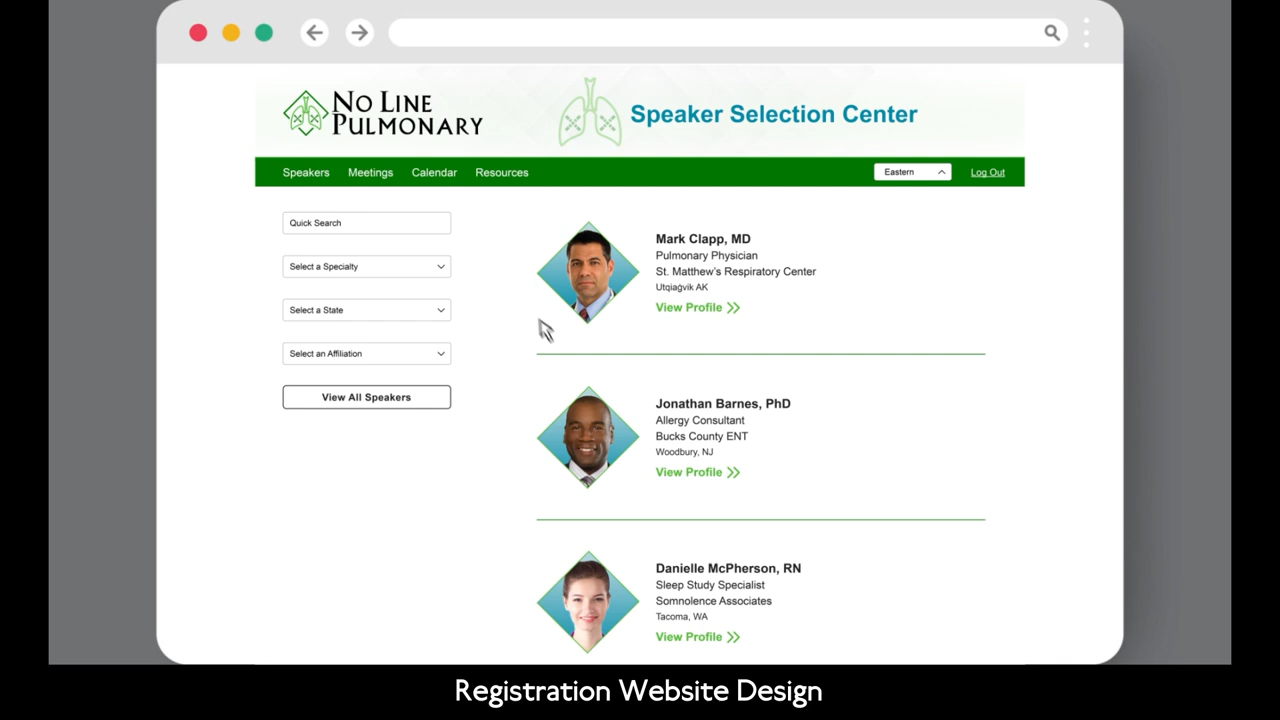 No Line
Pulmonary
Speaker Selection Center
Speakers Meetings Calendar Resources
Eastern
Log Out
Quick Search
Select a Specialty
Select a State
Select an Affiliation
View All Speakers
Mark Clapp, MD
Pulmonary Physician
St. Matthew's Respiratory Center
Utqiaġvik AK
View Profile
Jonathan Barnes, PhD
Allergy Consultant
Bucks County ENT
Woodbury, NJ
View Profile
Danielle McPherson, RN
Sleep Study Specialist
Somnolence Associates
Tacoma, WA
View Profile
Registration Website Design